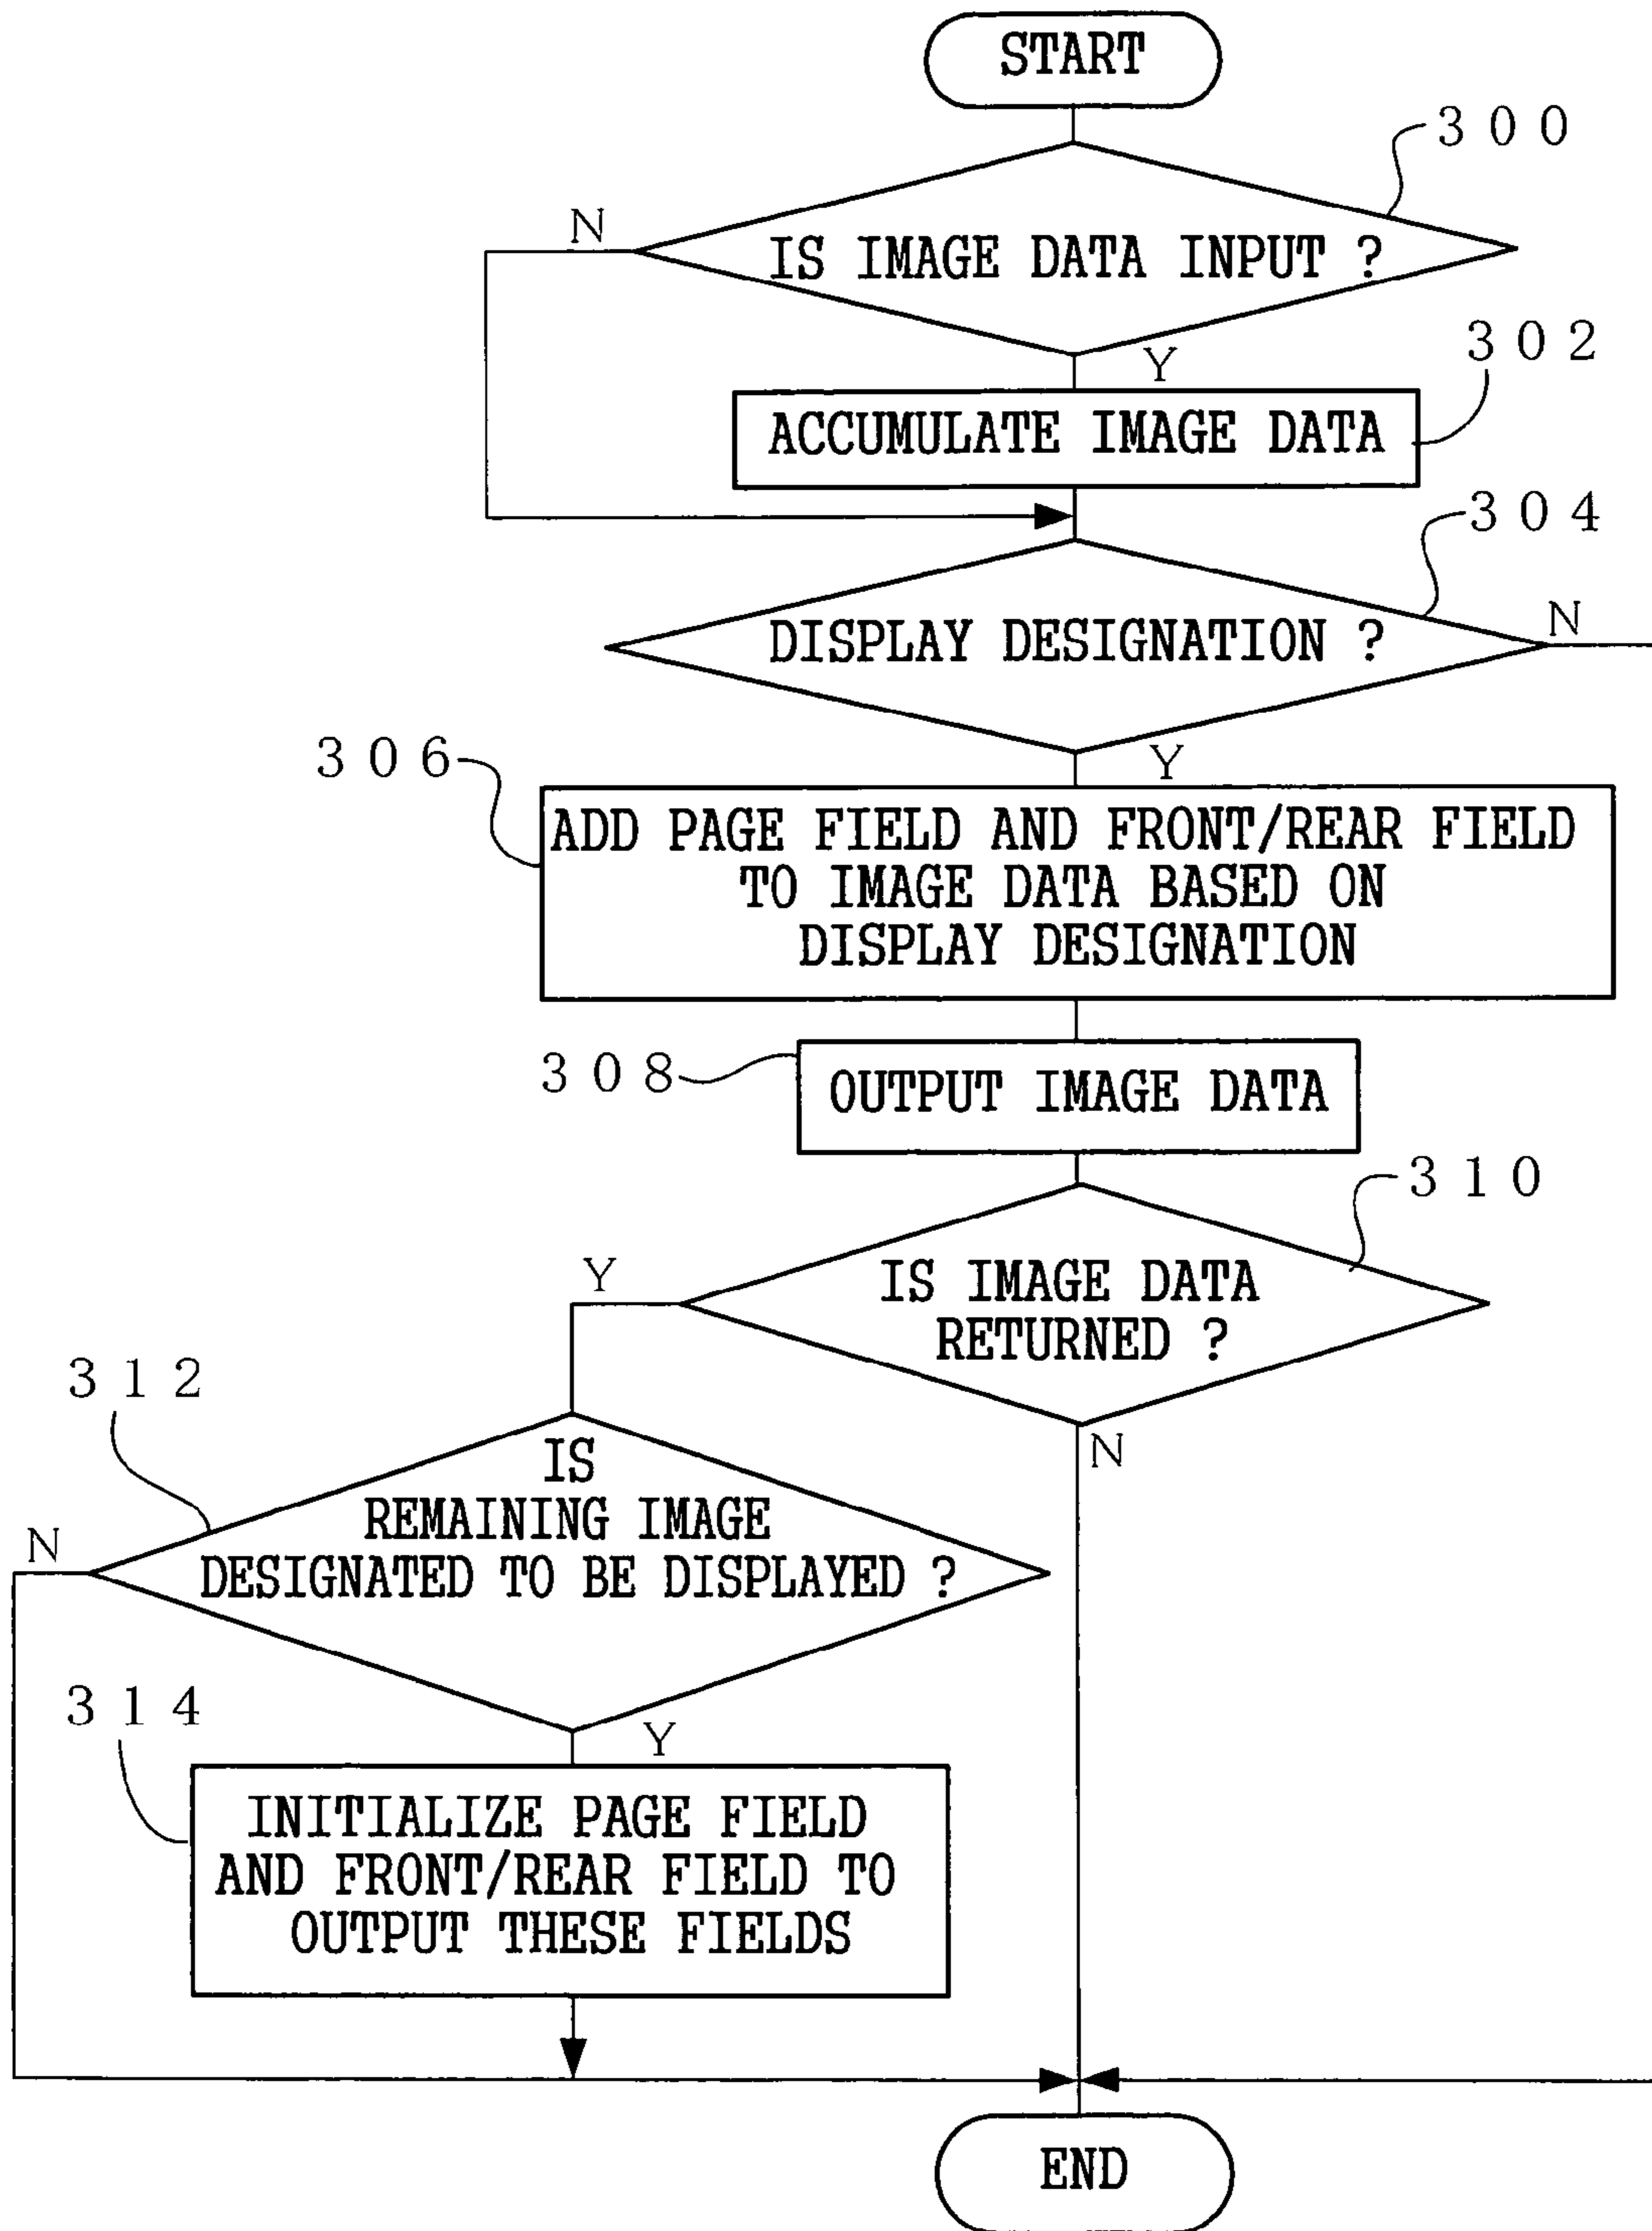 START
300
N
IS IMAGE DATA INPUT ?
Y
302
ACCUMULATE IMAGE DATA
304
DISPLAY DESIGNATION ?
N
Y
306
ADD PAGE FIELD AND FRONT/REAR FIELD
TO IMAGE DATA BASED ON
DISPLAY DESIGNATION
308
OUTPUT IMAGE DATA
310
Y
IS IMAGE DATA
RETURNED ?
N
312
IS
REMAINING IMAGE
DESIGNATED TO BE DISPLAYED ?
N
Y
314
INITIALIZE PAGE FIELD
AND FRONT/REAR FIELD TO
OUTPUT THESE FIELDS
END